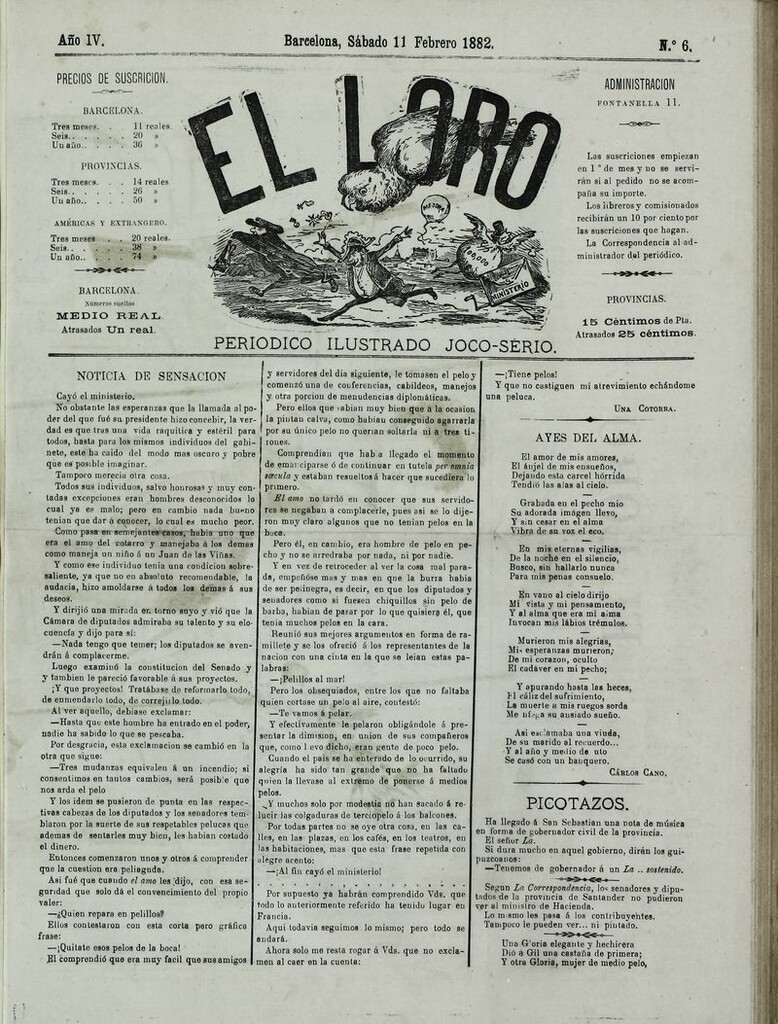 Año IV.
Barcelona, Sábado 11 Febrero 1882.
N.º 6.
PRECIOS DE SUSCRICION.
BARCELONA.
Tres meses. . 11 reales
Seis. . . . . 20 »
Un año. . . . 36 »
PROVINCIAS.
Tres meses. . . 14 reales
Seis. . . . . 26 »
Un año. . . . 50 »
AMÉRICAS Y EXTRANGERO.
Tres meses . . 20 reales.
Seis. . . . . 38 »
Un año. . . . 74 »
BARCELONA.
Números sueltos
MEDIO REAL
Atrasados Un real.
EL LORO
MINISTERIO
PERIODICO ILUSTRADO JOCO-SERIO.
ADMINISTRACION
FONTANELLA 11.
Las suscriciones empiezan
en 1º de mes y no se servi-
rán si al pedido no se acom-
paña su importe.
Los libreros y comisionados
recibirán un 10 por ciento por
las suscriciones que hagan.
La Correspondencia al ad-
ministrador del periódico.
PROVINCIAS.
15 Céntimos de Pta.
Atrasados 25 céntimos.
NOTICIA DE SENSACION
Cayó el ministerio.
No obstante las esperanzas que la llamada al po-
der del que fué su presidente hizo concebir, la ver-
dad es que tras una vida raquítica y estéril para
todos, hasta para los mismos individuos del gabi-
nete, este ha caido del modo mas oscuro y pobre
que es posible imaginar.
Tampoco merecia otra cosa.
Todos sus individuos, salvo honrosas y muy con-
tadas excepciones eran hombres desconocidos lo
cual ya es malo; pero en cambio nada bueno
tenian que dar á conocer, lo cual es mucho peor.
Como pasa en semejantes casos, habia uno que
era el amo del cotarro y manejaba á los demas
como maneja un niño á un Juan de las Viñas.
Y como ese individuo tenia una condicion sobre-
saliente, ya que no en absoluto recomendable, la
audacia, hizo amoldarse á todos los demás á sus
deseos.
Y dirigió una mirada en torno suyo y vió que la
Cámara de diputados admiraba su talento y su elo-
cuencia y dijo para sí:
—Nada tengo que temer; los diputados se aven-
drán á complacerme.
Luego examinó la constitucion del Senado y
y tambien le pareció favorable á sus proyectos.
¡Y que proyectos! Tratábase de reformarlo todo,
de enmendarlo todo, de correjirlo todo.
Al ver aquello, debiase exclamar:
—Hasta que este hombre ha entrado en el poder,
nadie ha sabido lo que se pescaba.
Por desgracia, esta exclamacion se cambió en la
otra que sigue:
—Tres mudanzas equivalen á un incendio; si
consentimos en tantos cambios, será posible que
nos arda el pelo
Y los idem se pusieron de punta en las respec-
tivas cabezas de los diputados y los senadores tem-
blaron por la suerte de sus respetables pelucas que
ademas de sentarles muy bien, les habian costado
el dinero.
Entonces comenzaron unos y otros á comprender
que la cuestion era peliaguda.
Asi fué que cuando el amo les dijo, con esa se-
guridad que solo dá el convencimiento del propio
valer:
—¿Quien repara en pelillos?
Ellos contestaron con esta corta pero gráfica
frase:
—¡Quitate esos pelos de la boca!
El comprendió que era muy facil que sus amigos
y servidores del dia siguiente, le tomasen el pelo y
comenzó una de conferencias, cabildeos, manejos
y otra porcion de menudencias diplomáticas.
Pero ellos que sabian muy bien que a la ocasion
la pintan calva, como habian conseguido agarrarla
por su único pelo no querian soltarla ni a tres ti-
rones.
Comprendian que habia llegado el momento
de emanciparse ó de continuar en tutela per omnia
sæcula y estaban resueltos á hacer que sucediera lo
primero.
El amo no tardó en conocer que sus servido-
res se negaban a complacerle, pues asi se lo dije-
ron muy claro algunos que no tenian pelos en la
boca.
Pero él, en cambio, era hombre de pelo en pe-
cho y no se arredraba por nada, ni por nadie.
Y en vez de retroceder al ver la cosa mal para-
da, empeñóse mas y mas en que la burra habia
de ser pelinegra, es decir, en que los diputados y
senadores como si fuesen chiquillos sin pelo de
barba, habian de pasar por lo que quisiera él, que
tenia muchos pelos en la cara.
Reunió sus mejores argumentos en forma de ra-
millete y se los ofreció á los representantes de la
nacion con una cinta en la que se leian estas pa-
labras:
—¡Pelillos al mar!
Pero los obsequiados, entre los que no faltaba
quien cortase un pelo al aire, contestó:
—Te vamos á pelar.
Y efectivamente le pelaron obligándole á pre-
sentar la dimision, en union de sus compañeros
que, como llevo dicho, eran gente de poco pelo.
Cuando el pais se ha enterado de lo ocurrido, su
alegria ha sido tan grande que no ha faltado
quien la llevase al extremo de ponerse á medios
pelos.
Y muchos solo por modestia no han sacado á re-
lucir las colgaduras de terciopelo á los balcones.
Por todas partes no se oye otra cosa, en las ca-
lles, en las plazas, en los cafés, en los teatros, en
las habitaciones, mas que esta frase repetida con
alegre acento:
—¡Al fin cayó el ministerio!
. . . . . . . . . . . . . . . .
Por supuesto ya habrán comprendido Vds. que
todo lo anteriormente referido ha tenido lugar en
Francia.
Aqui todavia seguimos lo mismo; pero todo se
andará.
Ahora solo me resta rogar á Vds. que no excla-
men al caer en la cuenta:
—¡Tiene pelos!
Y que no castiguen mi atrevimiento echándome
una peluca.
UNA COTORRA.
AYES DEL ALMA.
El amor de mis amores,
El ánjel de mis ensueños,
Dejando esta carcel hórrida
Tendió las alas al cielo.
Grabada en el pecho mio
Su adorada imágen llevo,
Y sin cesar en el alma
Vibra de su voz el eco.
En mis eternas vigilias,
De la noche en el silencio,
Busco, sin hallarlo nunca
Para mis penas consuelo.
En vano al cielo dirijo
Mi vista y mi pensamiento,
Y al alma que era mi alma
Invocan mis lábios trémulos.
Murieron mis alegrias,
Mis esperanzas murieron;
De mi corazon, oculto
El cadáver en mi pecho;
Y apurando hasta las heces,
El cáliz del sufrimiento,
La muerte a mis ruegos sorda
Me niega su ansiado sueño.
Asi esclamaba una viuda,
De su marido al recuerdo...
Y al año y medio de luto
Se casó con un banquero.
CÁRLOS CANO.
PICOTAZOS.
Ha llegado á San Sebastian una nota de música
en forma de gobernador civil de la provincia.
El señor La.
Si dura mucho en aquel gobierno, dirán los gui-
puzcoanos:
—Tenemos de gobernador á un La .. sostenido.
Segun La Correspondencia, los senadores y dipu-
tados de la provincia de Santander no pudieron
ver al ministro de Hacienda.
Lo mismo les pasa á los contribuyentes.
Tampoco le pueden ver... ni pintado.
Una Gloria elegante y hechicera
Dió a Gil una castaña de primera;
Y otra Gloria, mujer de medio pelo,